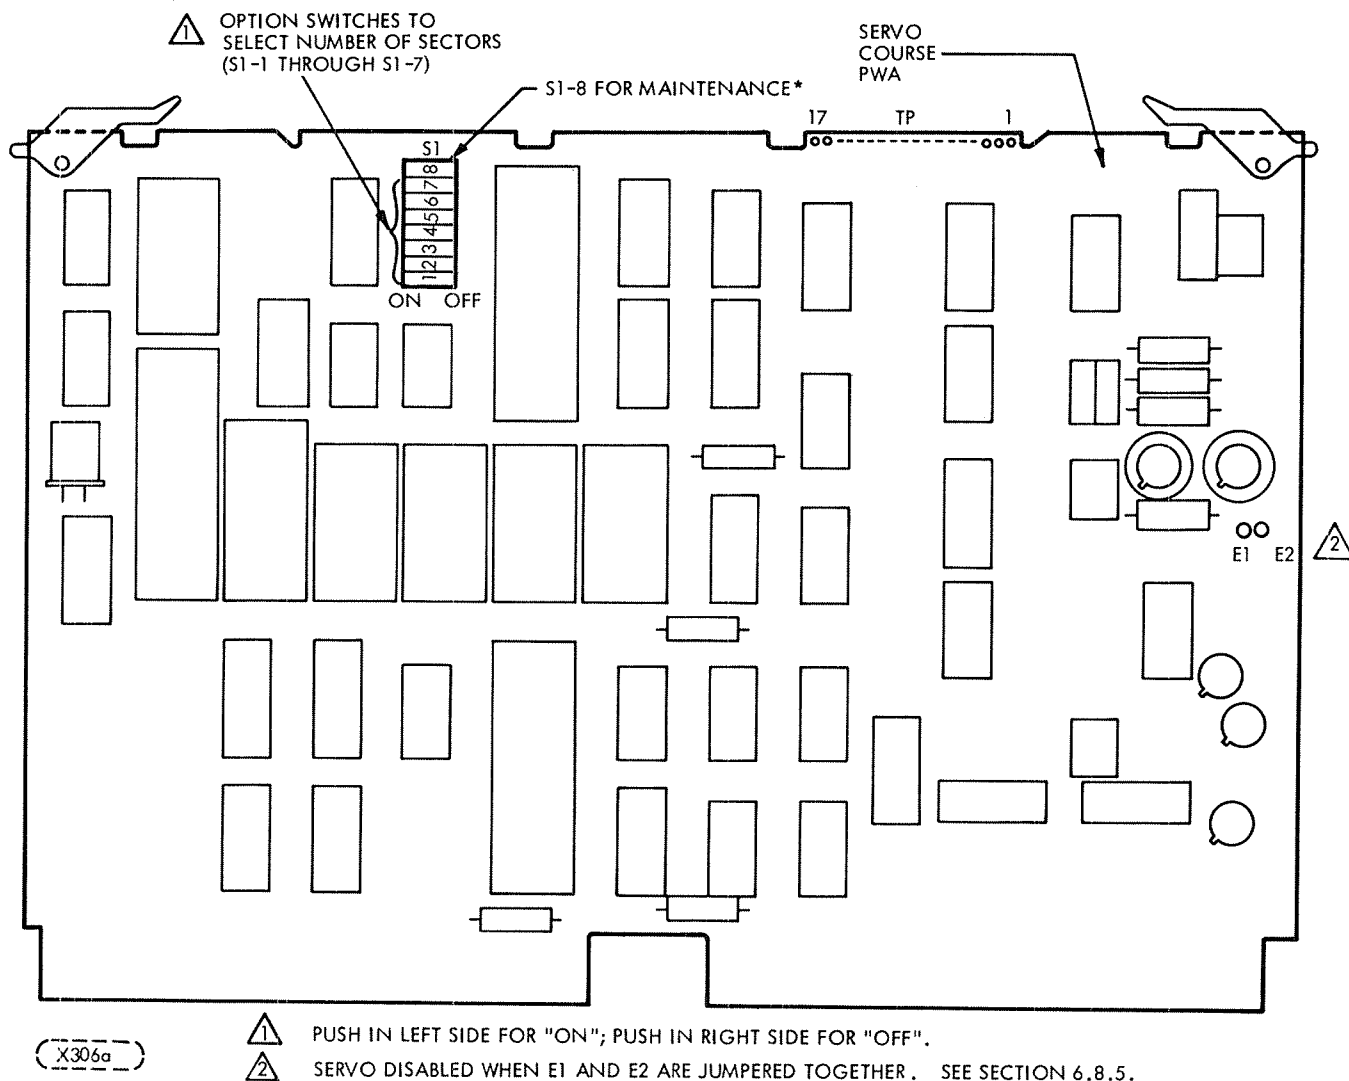 1 OPTION SWITCHES TO
SELECT NUMBER OF SECTORS
(S1-1 THROUGH S1-7)
S1-8 FOR MAINTENANCE*
SERVO
COURSE
PWA
17 TP 1
S1
8
7
6
5
4
3
2
1
ON OFF
E1 E2
2
1 PUSH IN LEFT SIDE FOR "ON"; PUSH IN RIGHT SIDE FOR "OFF".
X306a
2 SERVO DISABLED WHEN E1 AND E2 ARE JUMPERED TOGETHER. SEE SECTION 6.8.5.